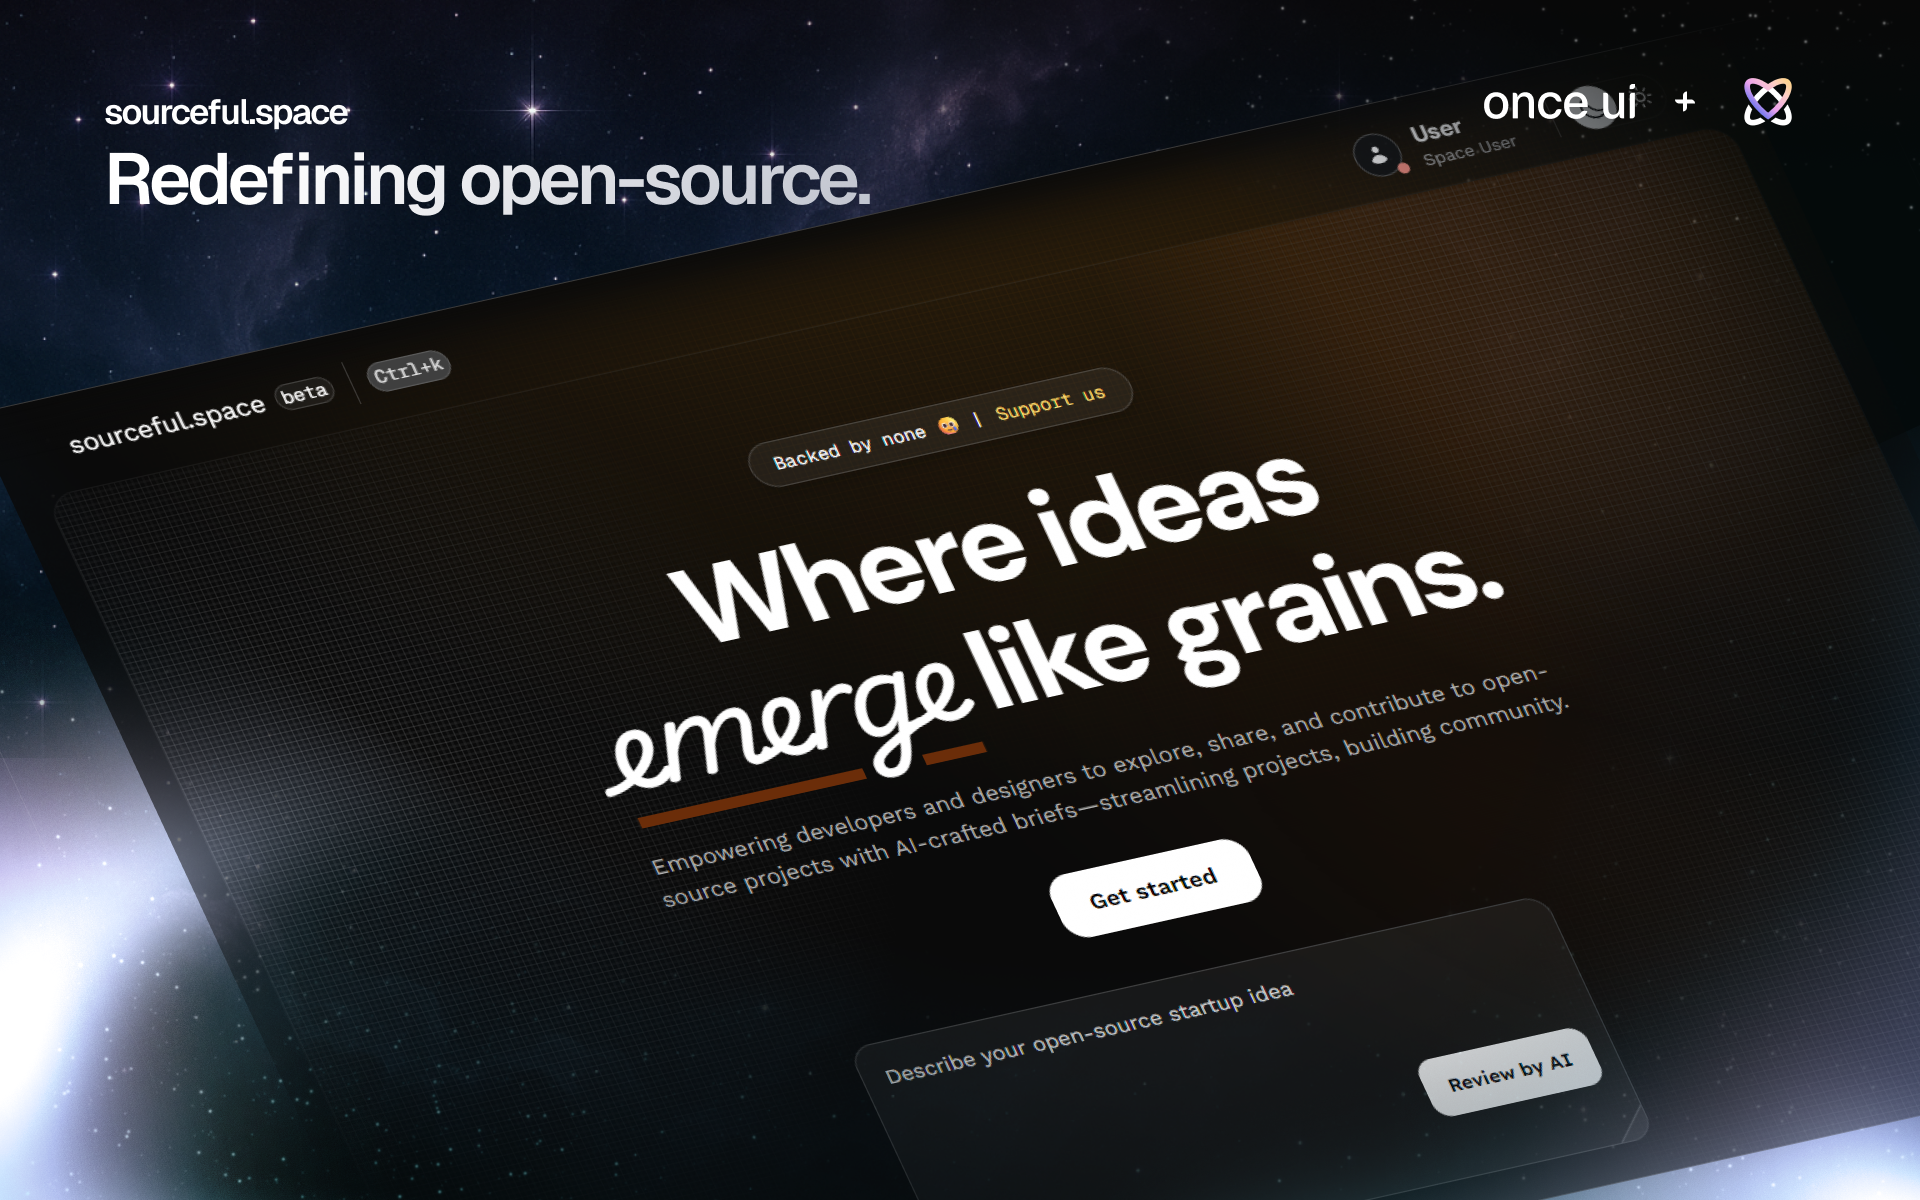 sourceful.space
Redefining open-source.
once ui +
User
Space User
sourceful.space beta Ctrl+k
Backed by none 🤪 | Support us
Where ideas
emerge like grains.
Empowering developers and designers to explore, share, and contribute to open-
source projects with AI-crafted briefs—streamlining projects, building community.
Get started
Describe your open-source startup idea
Review by AI